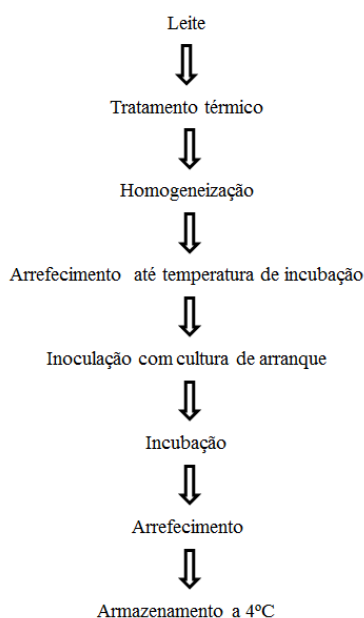 Leite
Tratamento térmico
Homogeneização
Arrefecimento até temperatura de incubação
Inoculação com cultura de arranque
Incubação
Arrefecimento
Armazenamento a 4ºC